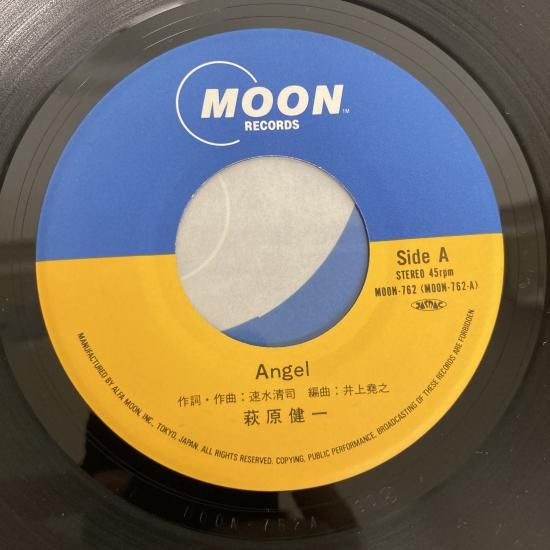 MOON™
RECORDS
Side A
STEREO 45rpm
MOON-762 (MOON-762-A)
JASRAC
Angel
作詞・作曲：速水清司 編曲：井上堯之
萩原健一
MANUFACTURED BY ALFA MOON, INC., TOKYO, JAPAN. ALL RIGHTS RESERVED. COPYING, PUBLIC PERFORMANCE, BROADCASTING OF THESE RECORDS ARE FORBIDDEN